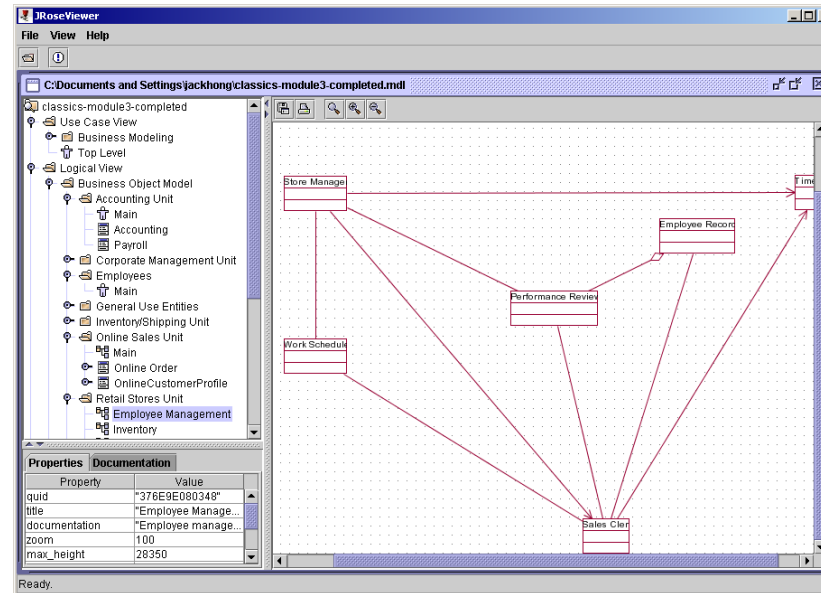 JRoseViewer
File View Help
C:\Documents and Settings\jackhong\classics-module3-completed.mdl
classics-module3-completed
Use Case View
Business Modeling
Top Level
Logical View
Business Object Model
Accounting Unit
Main
Accounting
Payroll
Corporate Management Unit
Employees
Main
General Use Entities
Inventory/Shipping Unit
Online Sales Unit
Main
Online Order
OnlineCustomerProfile
Retail Stores Unit
Employee Management
Inventory
Store Manage
Time
Employee Recor
Performance Review
Work Schedul
Sales Cler
Properties Documentation
Property Value
quid "376E9E080348"
title "Employee Manage...
documentation "Employee manage...
zoom 100
max_height 28350
Ready.